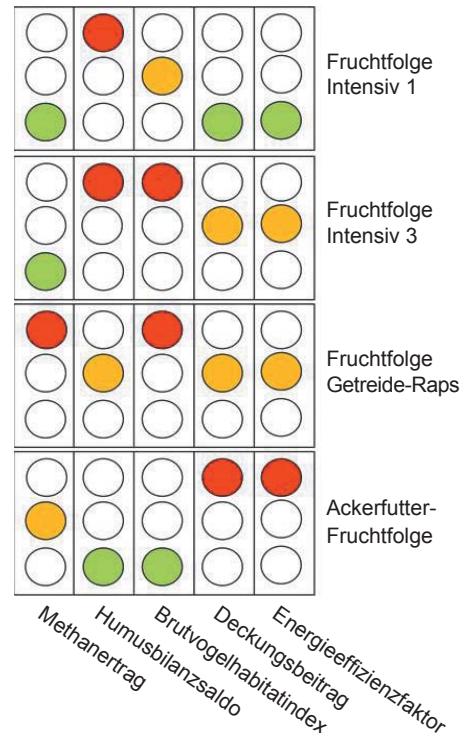 Fruchtfolge
Intensiv 1
Fruchtfolge
Intensiv 3
Fruchtfolge
Getreide-Raps
Ackerfutter-
Fruchtfolge
Methanertrag
Humusbilanzsaldo
Brutvogelhabitatindex
Deckungsbeitrag
Energieeffizienzfaktor